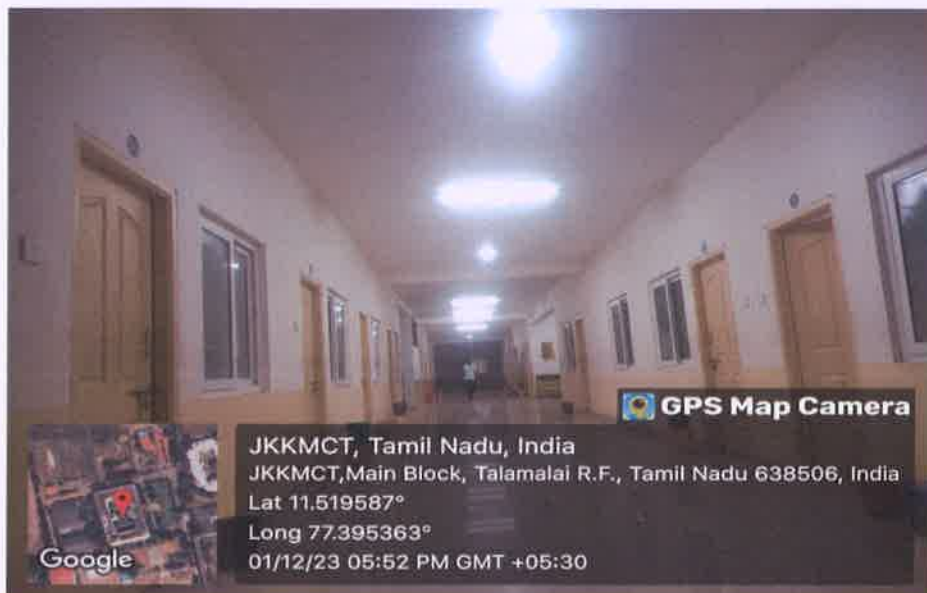 GPS Map Camera
JKKMCT, Tamil Nadu, India
JKKMCT,Main Block, Talamalai R.F., Tamil Nadu 638506, India
Lat 11.519587°
Long 77.395363°
01/12/23 05:52 PM GMT +05:30
Google